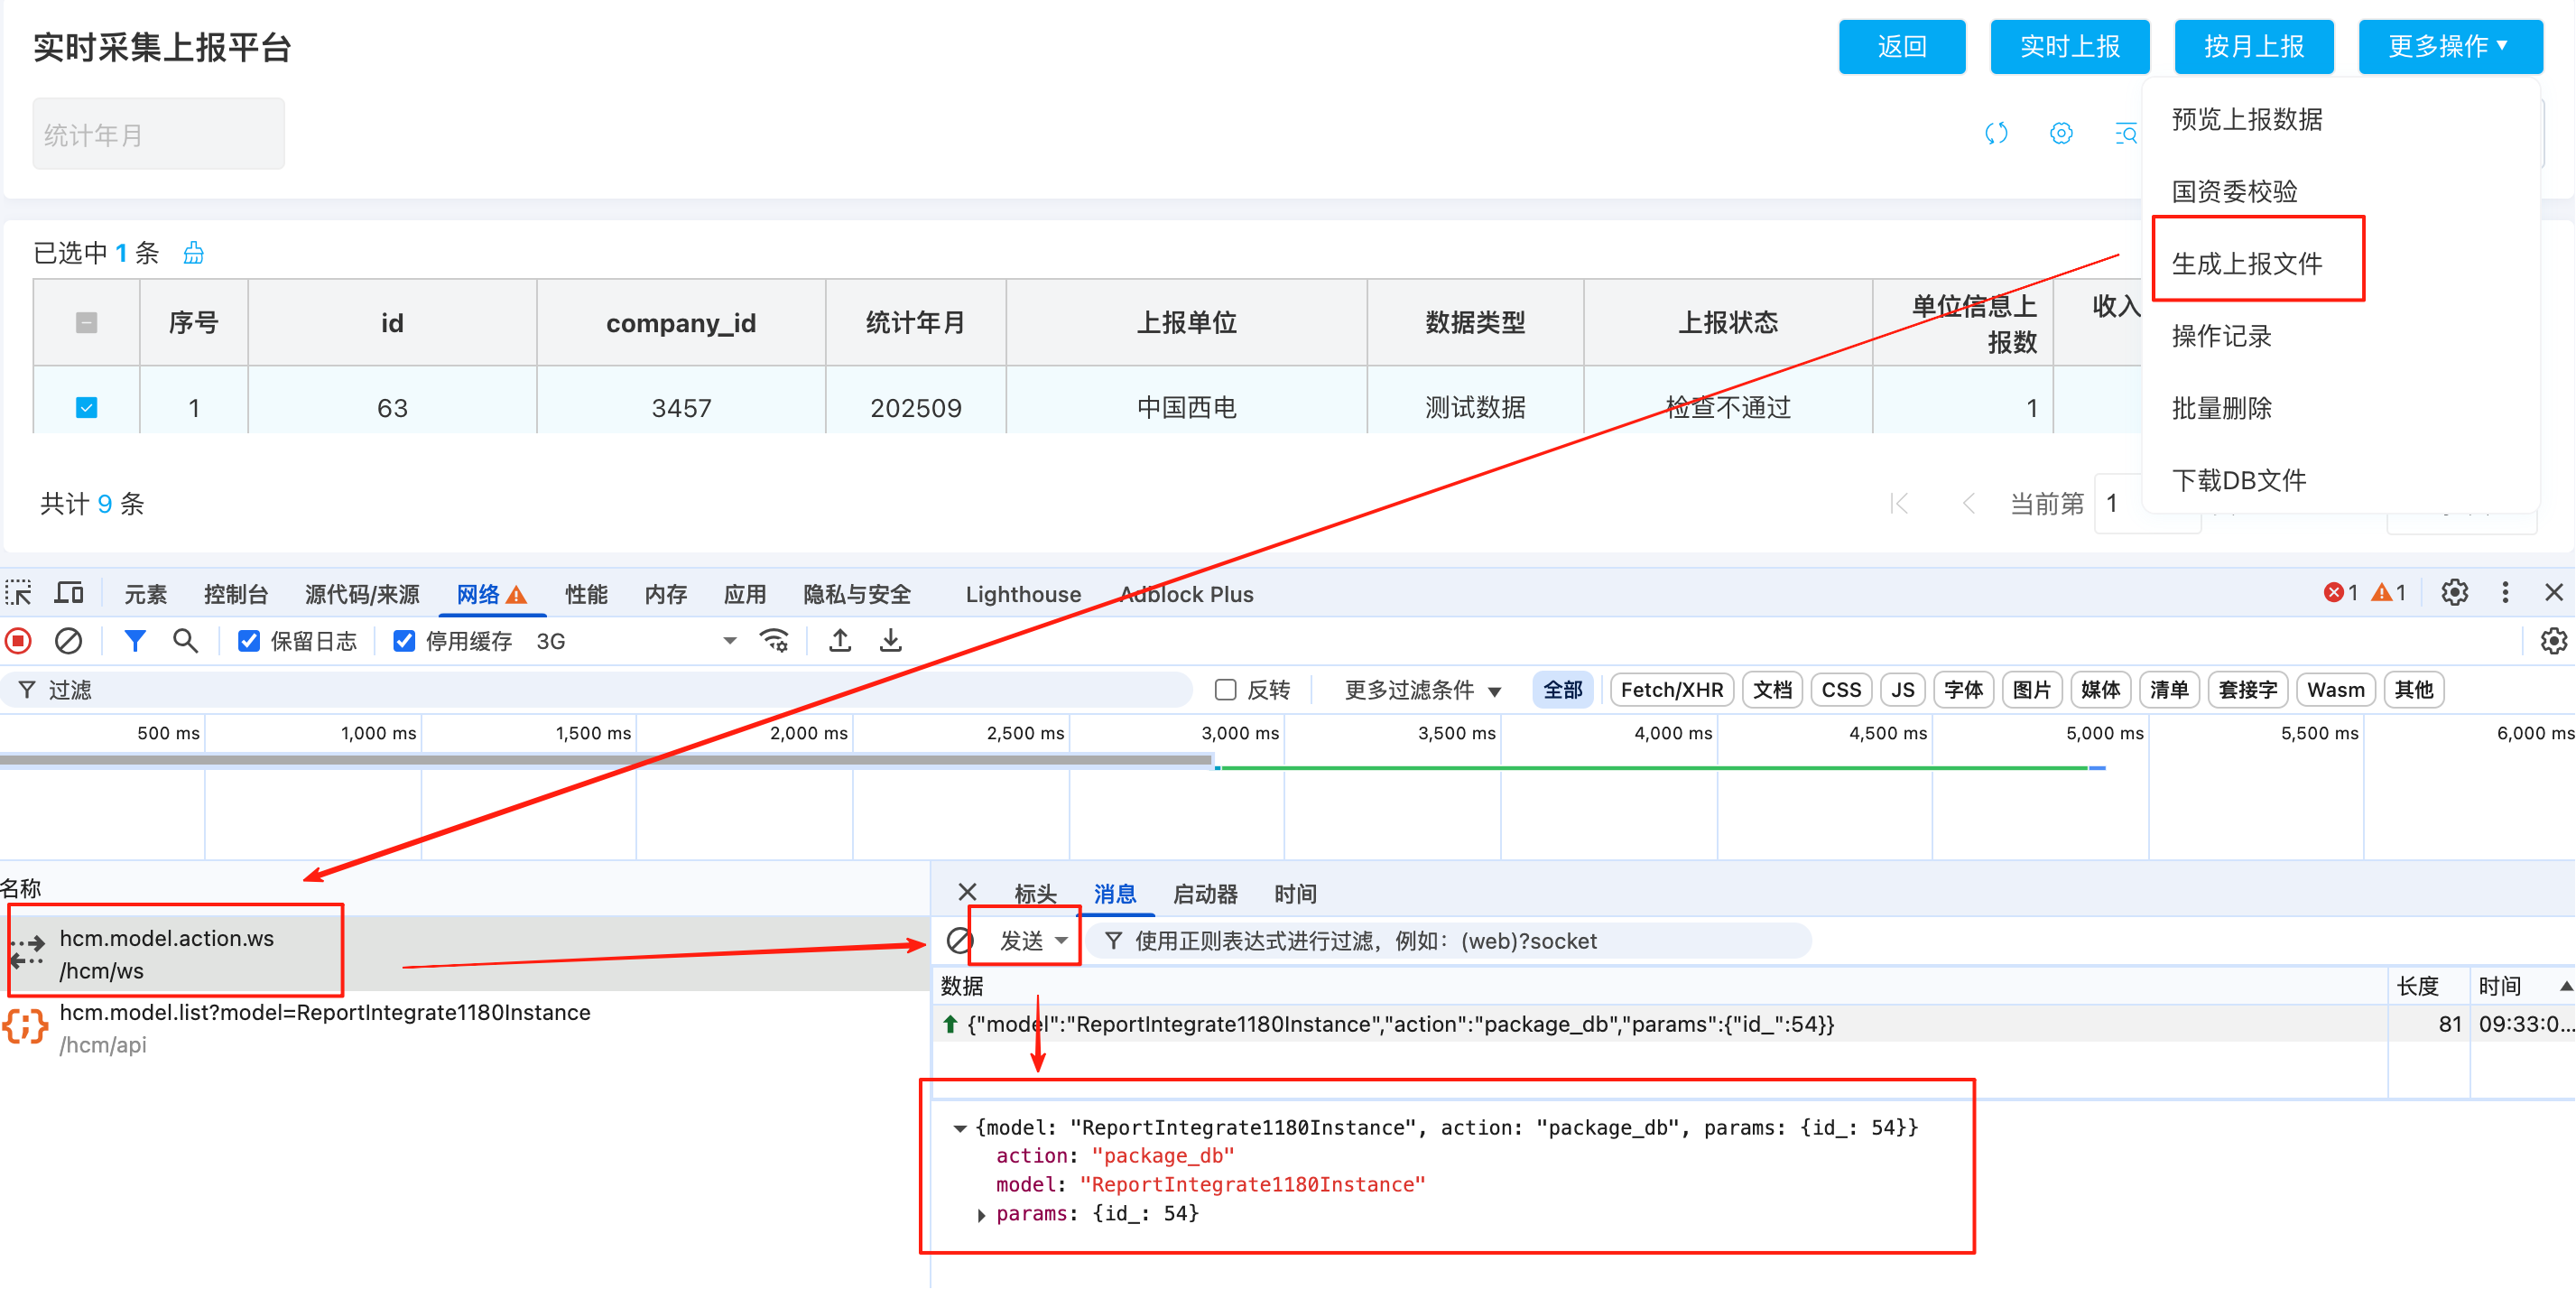 实时采集上报平台
返回
实时上报
按月上报
更多操作▼
统计年月
预览上报数据
国资委校验
生成上报文件
操作记录
批量删除
下载DB文件
已选中 1 条
序号 id company_id 统计年月 上报单位 数据类型 上报状态 单位信息上报数 收入
1 63 3457 202509 中国西电 测试数据 检查不通过 1
共计 9 条
当前第 1
元素 控制台 源代码/来源 网络 性能 内存 应用 隐私与安全 Lighthouse Adblock Plus 1 1
保留日志 停用缓存 3G
过滤 反转 更多过滤条件 全部 Fetch/XHR 文档 CSS JS 字体 图片 媒体 清单 套接字 Wasm 其他
500 ms 1,000 ms 1,500 ms 2,000 ms 2,500 ms 3,000 ms 3,500 ms 4,000 ms 4,500 ms 5,000 ms 5,500 ms 6,000 ms
名称
hcm.model.action.ws
/hcm/ws
hcm.model.list?model=ReportIntegrate1180Instance
/hcm/api
标头 消息 启动器 时间
发送 使用正则表达式进行过滤，例如：(web)?socket
数据 长度 时间
{"model":"ReportIntegrate1180Instance","action":"package_db","params":{"id_":54}} 81 09:33:0...
{model: "ReportIntegrate1180Instance", action: "package_db", params: {id_: 54}}
action: "package_db"
model: "ReportIntegrate1180Instance"
params: {id_: 54}